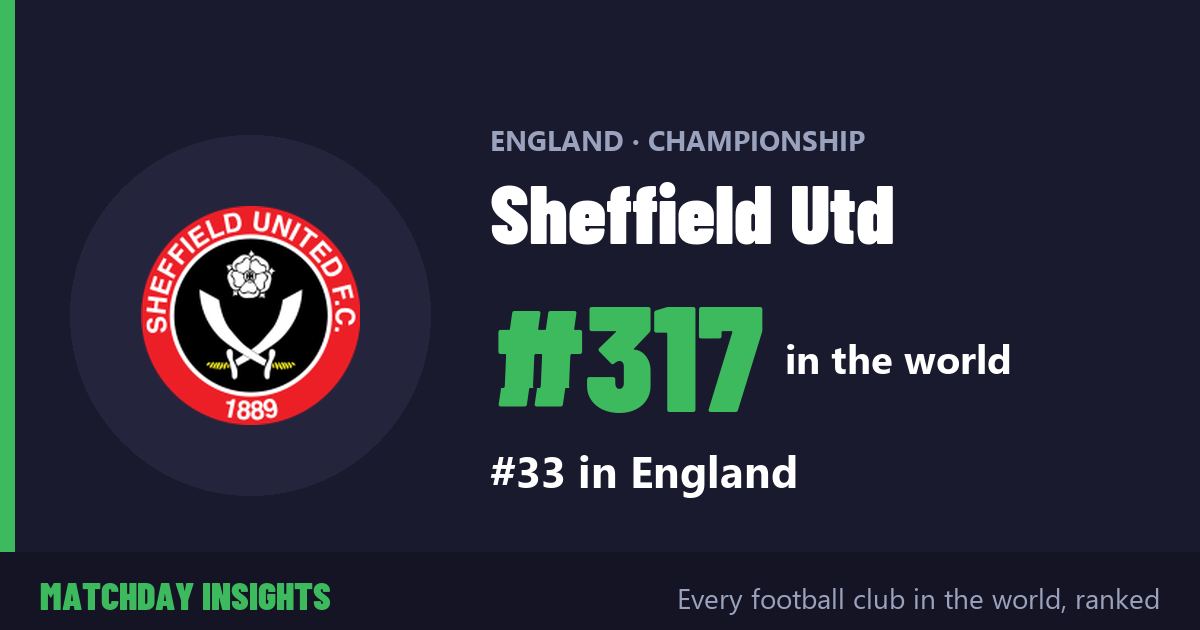 SHEFFIELD UNITED F.C.
1889
ENGLAND · CHAMPIONSHIP
Sheffield Utd
#317 in the world
#33 in England
MATCHDAY INSIGHTS
Every football club in the world, ranked